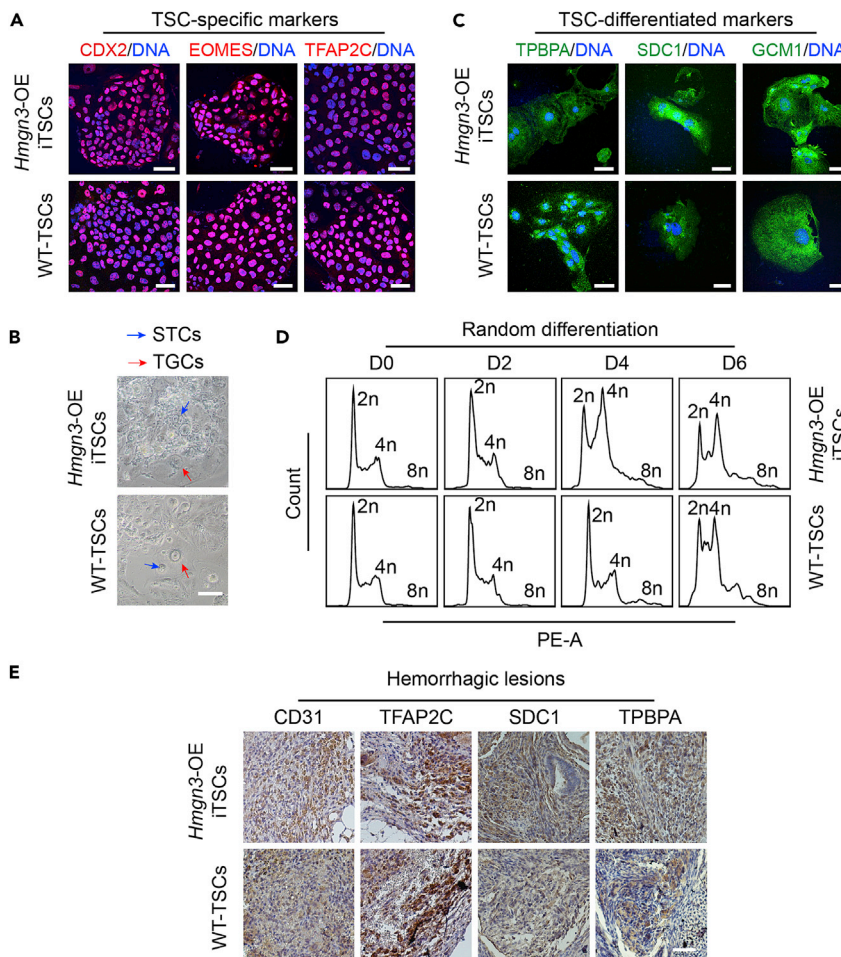 A
TSC-specific markers
CDX2/DNA EOMES/DNA TFAP2C/DNA
Hmgn3-OE
iTSCs
WT-TSCs
C
TSC-differentiated markers
TPBPA/DNA SDC1/DNA GCM1/DNA
Hmgn3-OE
iTSCs
WT-TSCs
B
STCs
TGCs
Hmgn3-OE
iTSCs
WT-TSCs
D
Random differentiation
D0 D2 D4 D6
2n 4n 8n
2n 4n 8n
2n 4n 8n
2n 4n 8n
Hmgn3-OE
iTSCs
Count
2n 4n 8n
2n 4n 8n
2n 4n 8n
2n 4n 8n
WT-TSCs
PE-A
E
Hemorrhagic lesions
CD31 TFAP2C SDC1 TPBPA
Hmgn3-OE
iTSCs
WT-TSCs